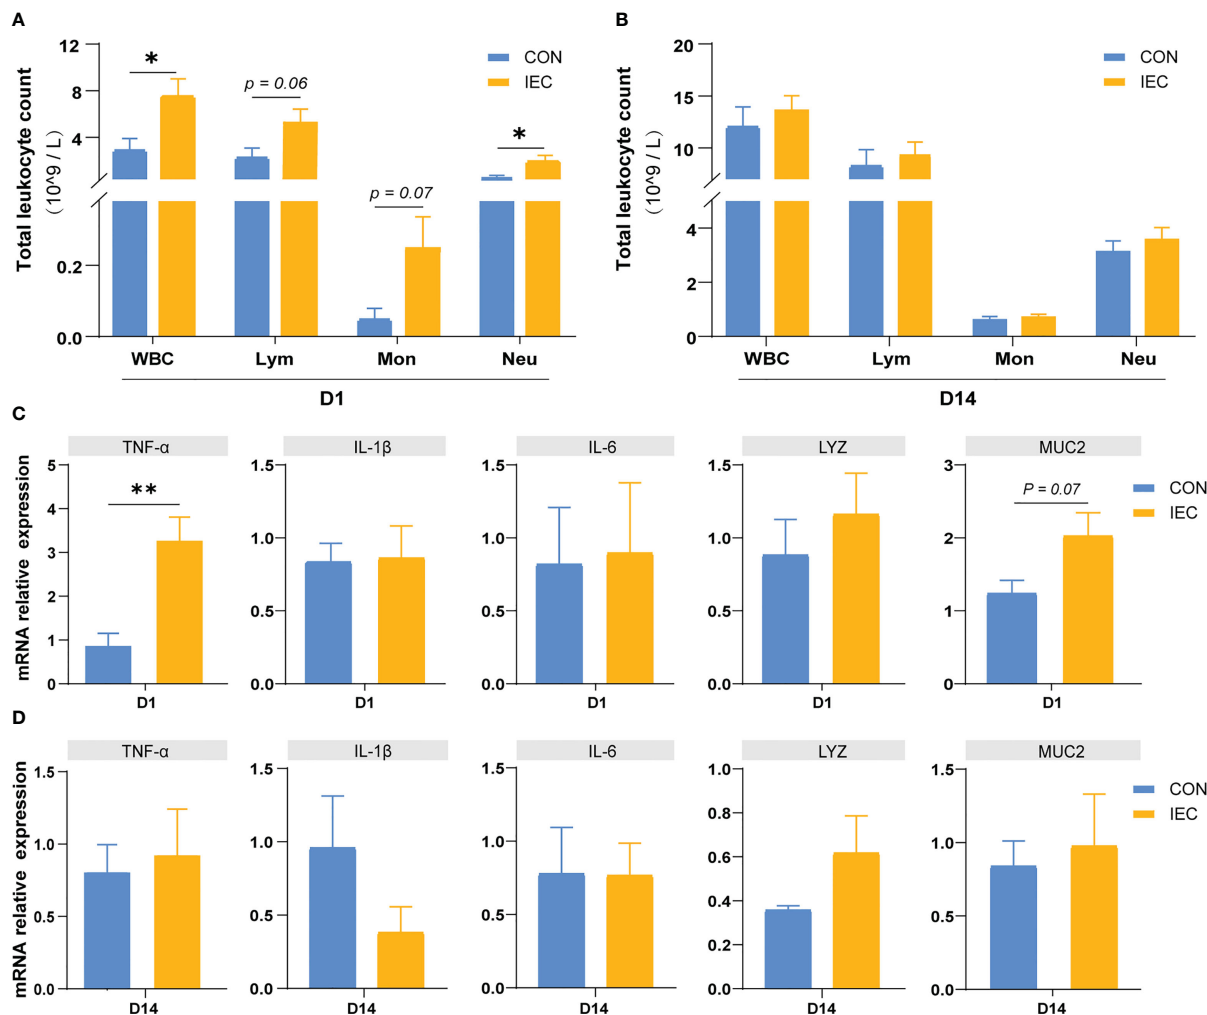 A
Total leukocyte count
(10^9 / L)
12
8
4
0.2
0.0
*
p = 0.06
p = 0.07
*
CON
IEC
WBC Lym Mon Neu
D1
B
Total leukocyte count
(10^9 / L)
20
15
10
4
2
0
CON
IEC
WBC Lym Mon Neu
D14
C
mRNA relative expression
TNF-α
5
4
3
2
1
0
**
D1
IL-1β
1.5
1.0
0.5
0.0
D1
IL-6
1.5
1.0
0.5
0.0
D1
LYZ
1.5
1.0
0.5
0.0
D1
MUC2
3
2
1
0
P = 0.07
D1
CON
IEC
D
mRNA relative expression
TNF-α
1.5
1.0
0.5
0.0
D14
IL-1β
1.5
1.0
0.5
0.0
D14
IL-6
1.5
1.0
0.5
0.0
D14
LYZ
1.0
0.8
0.6
0.4
0.2
0.0
D14
MUC2
1.5
1.0
0.5
0.0
D14
CON
IEC